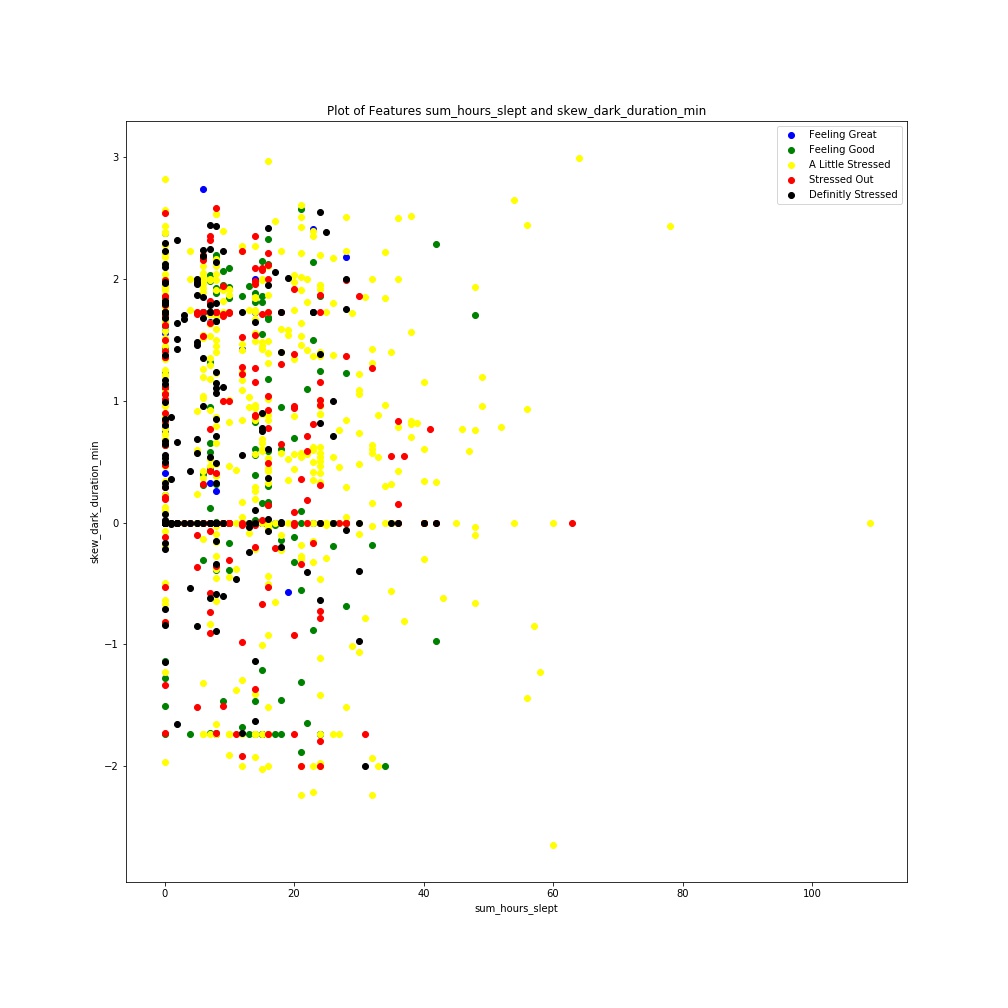 Plot of Features sum_hours_slept and skew_dark_duration_min
Feeling Great
Feeling Good
A Little Stressed
Stressed Out
Definitly Stressed
skew_dark_duration_min
3
2
1
0
−1
−2
0 20 40 60 80 100
sum_hours_slept